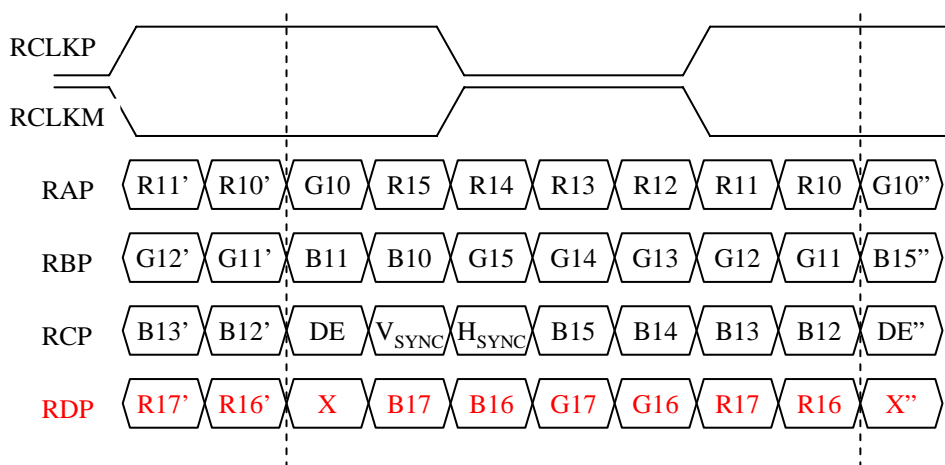 RCLKP
RCLKM
RAP R11’ R10’ G10 R15 R14 R13 R12 R11 R10 G10”
RBP G12’ G11’ B11 B10 G15 G14 G13 G12 G11 B15”
RCP B13’ B12’ DE VSYNC HSYNC B15 B14 B13 B12 DE”
RDP R17’ R16’ X B17 B16 G17 G16 R17 R16 X”